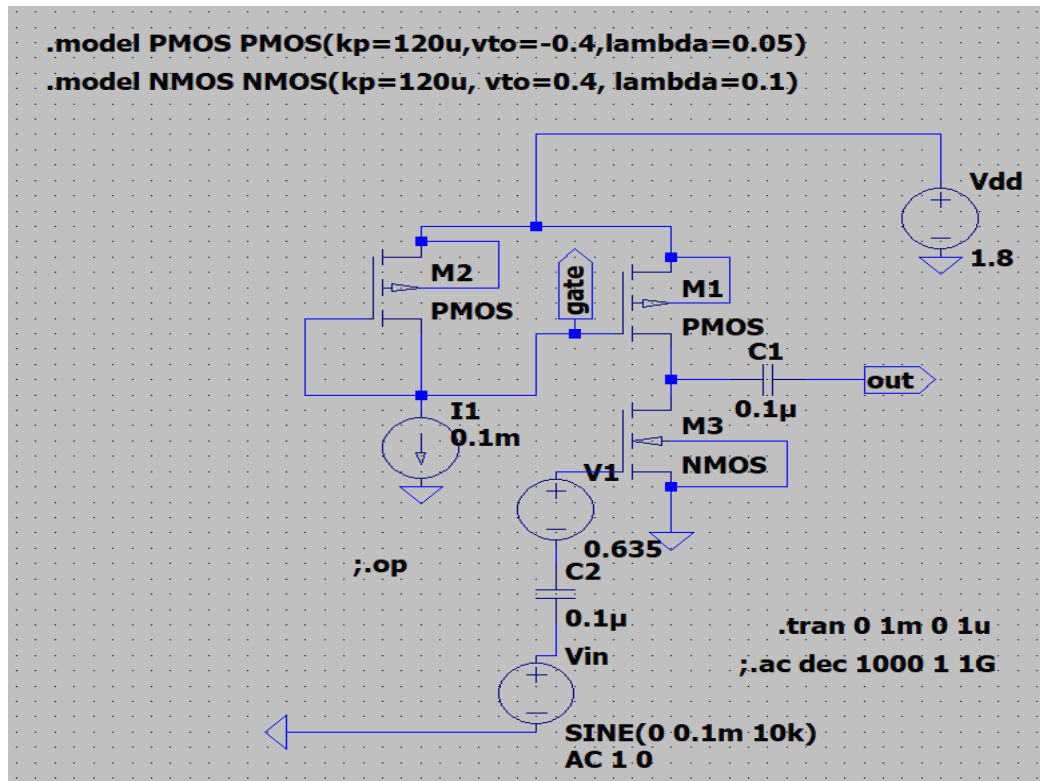 .model PMOS PMOS(kp=120u,vto=-0.4,lambda=0.05)
.model NMOS NMOS(kp=120u, vto=0.4, lambda=0.1)
Vdd
1.8
M2
PMOS
gate
M1
PMOS
C1
0.1µ
out
I1
0.1m
M3
NMOS
V1
0.635
;.op
C2
0.1µ
.tran 0 1m 0 1u
;.ac dec 1000 1 1G
Vin
SINE(0 0.1m 10k)
AC 1 0